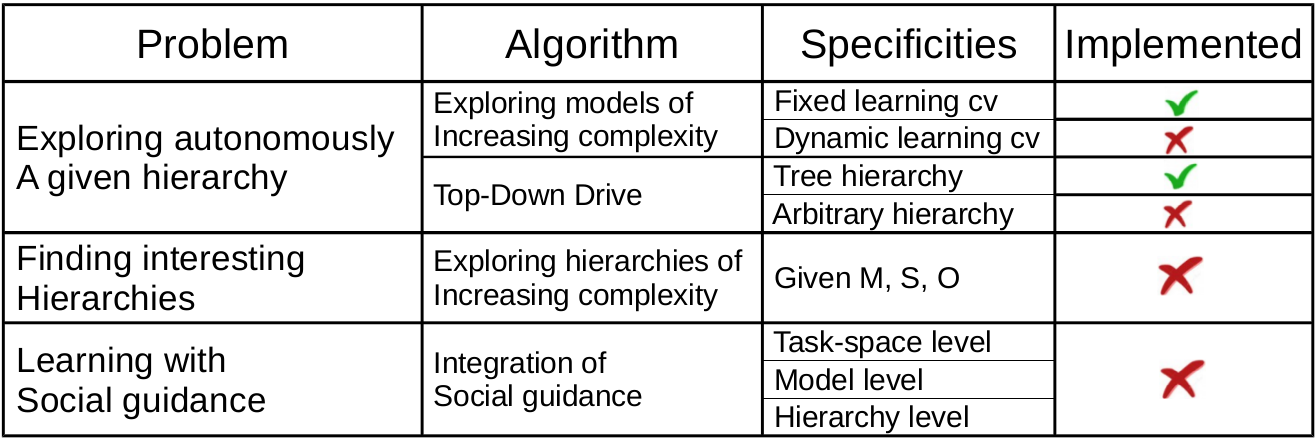 Problem
Algorithm
Specificities
Implemented
Exploring autonomously
A given hierarchy
Exploring models of
Increasing complexity
Fixed learning cv
Dynamic learning cv
Top-Down Drive
Tree hierarchy
Arbitrary hierarchy
Finding interesting
Hierarchies
Exploring hierarchies of
Increasing complexity
Given M, S, O
Learning with
Social guidance
Integration of
Social guidance
Task-space level
Model level
Hierarchy level